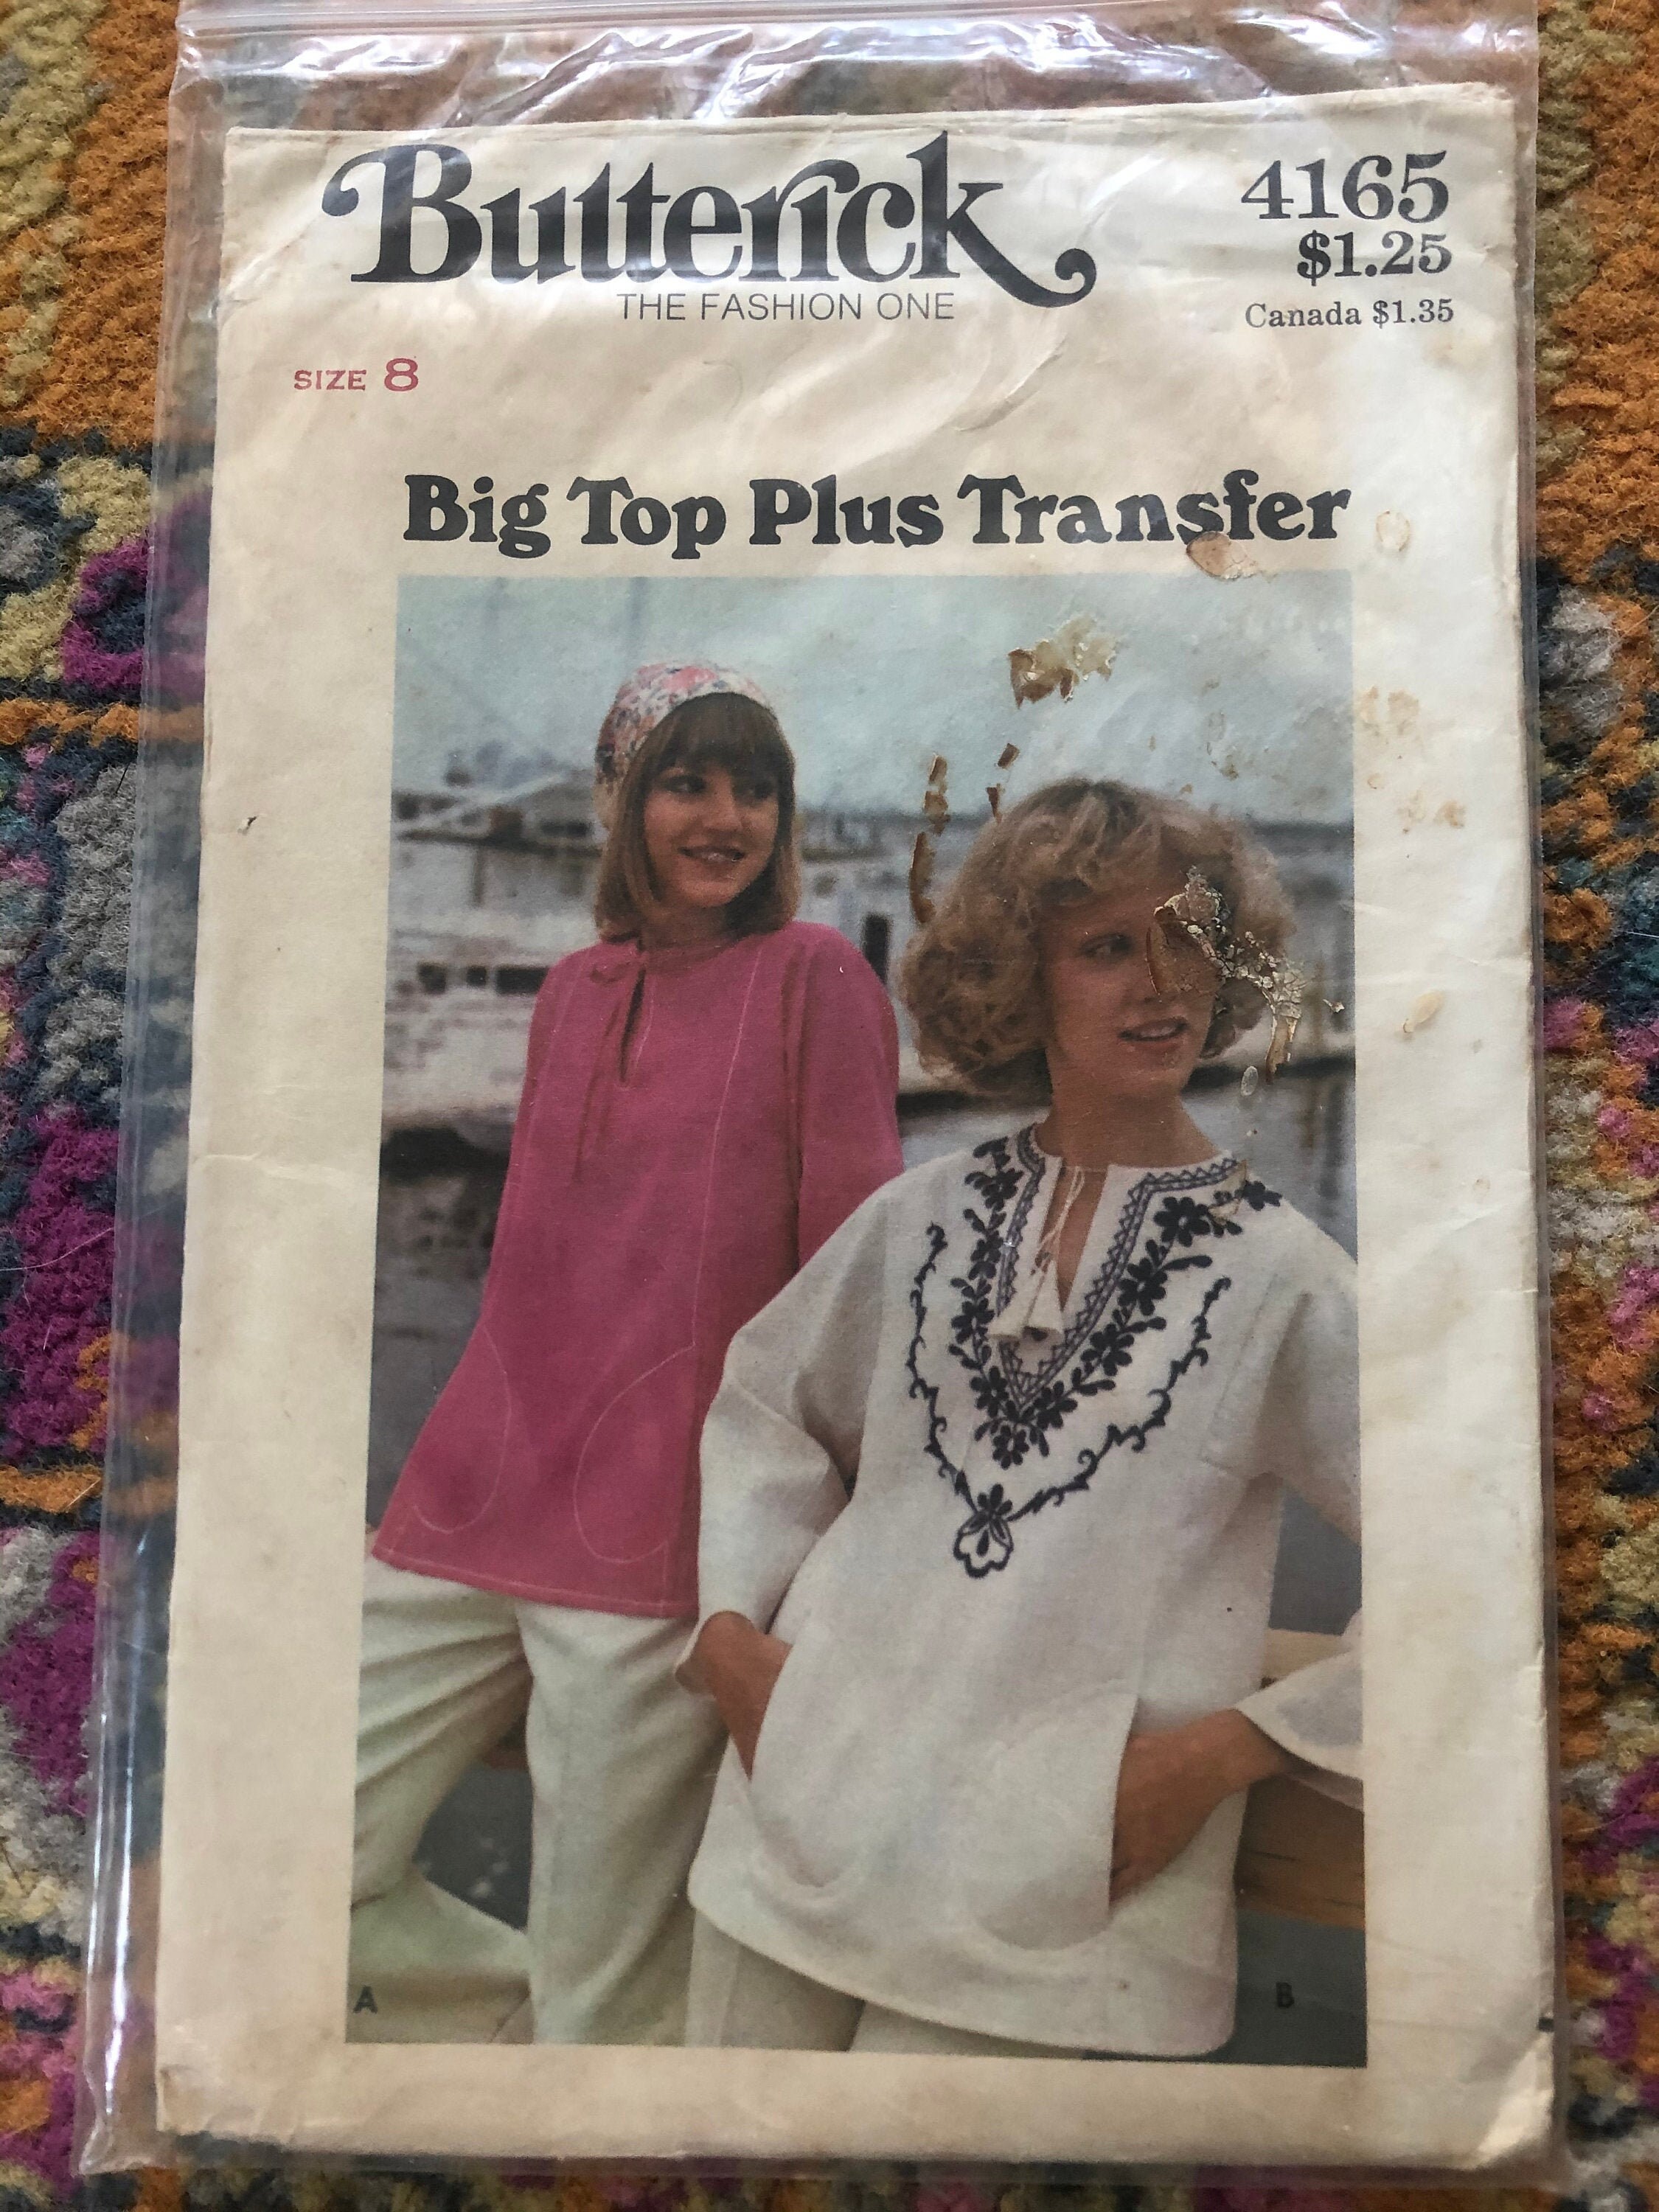 Butterick
THE FASHION ONE
4165
$1.25
Canada $1.35
SIZE 8
Big Top Plus Transfer
A
B